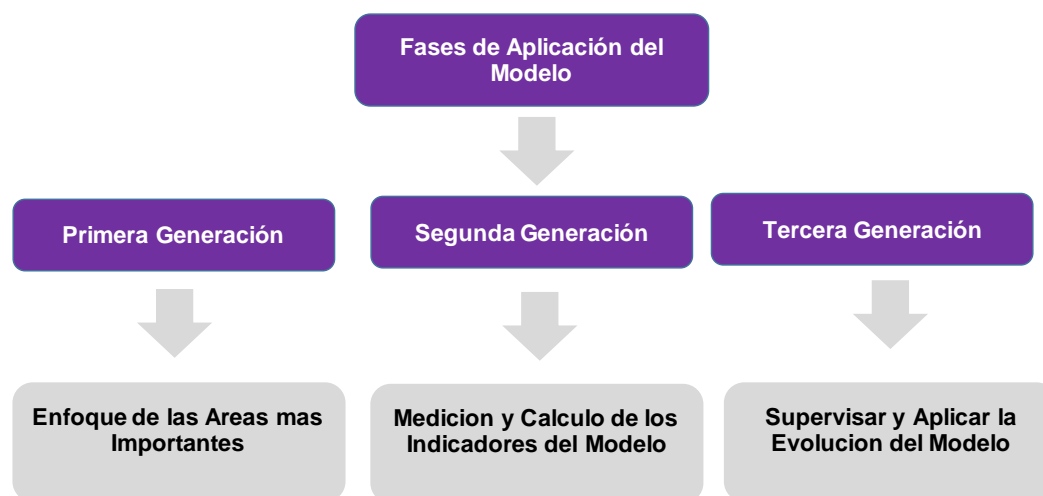 Fases de Aplicación del
Modelo
Primera Generación
Segunda Generación
Tercera Generación
Enfoque de las Areas mas
Importantes
Medicion y Calculo de los
Indicadores del Modelo
Supervisar y Aplicar la
Evolucion del Modelo